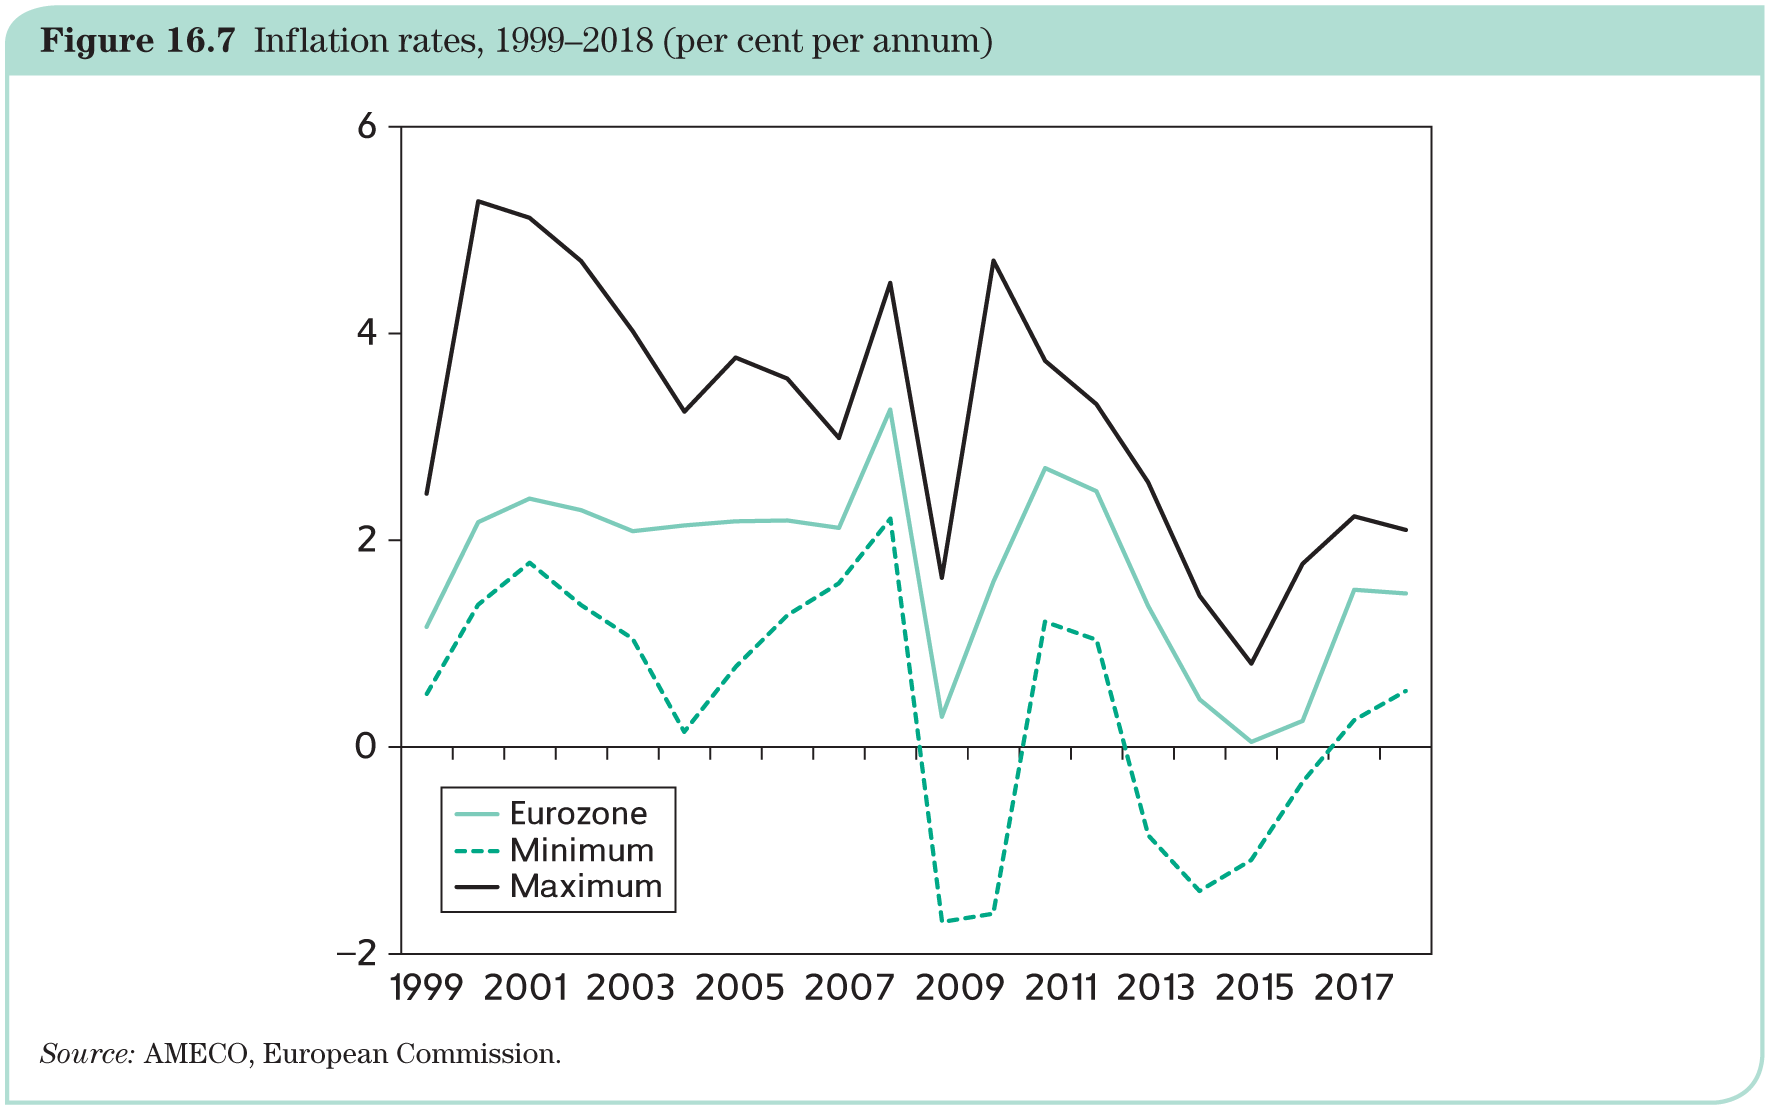 Figure 16.7 Inflation rates, 1999–2018 (per cent per annum)
6
4
2
0
−2
Eurozone
Minimum
Maximum
1999 2001 2003 2005 2007 2009 2011 2013 2015 2017
Source: AMECO, European Commission.